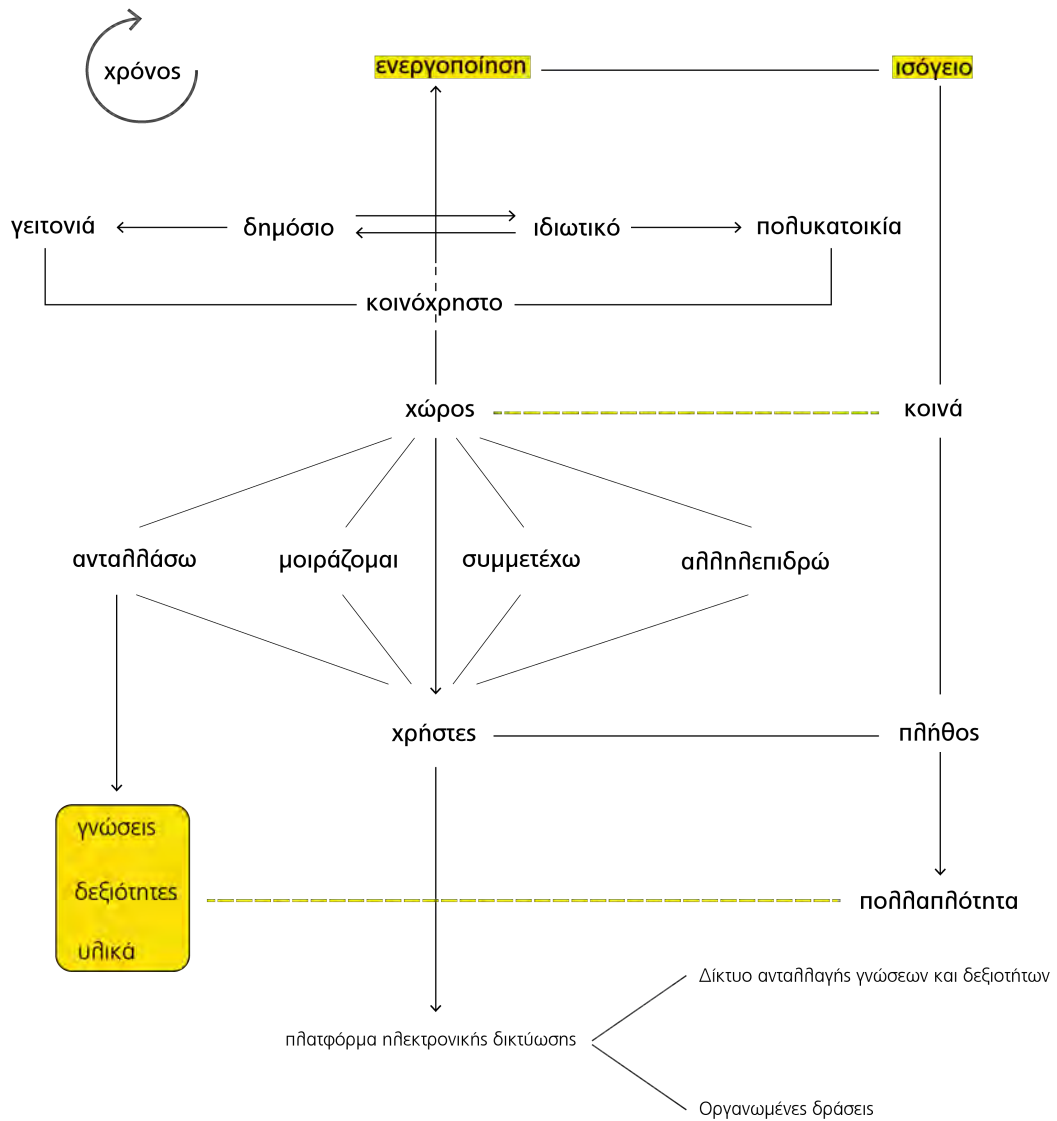 χρόνος
ενεργοποίηση
ισόγειο
γειτονιά
δημόσιο
ιδιωτικό
πολυκατοικία
κοινόχρηστο
χώρος
κοινά
ανταλλάσω
μοιράζομαι
συμμετέχω
αλληλεπιδρώ
χρήστες
πλήθος
γνώσεις
δεξιότητες
υλικά
πολλαπλότητα
Δίκτυο ανταλλαγής γνώσεων και δεξιοτήτων
πλατφόρμα ηλεκτρονικής δικτύωσης
Οργανωμένες δράσεις